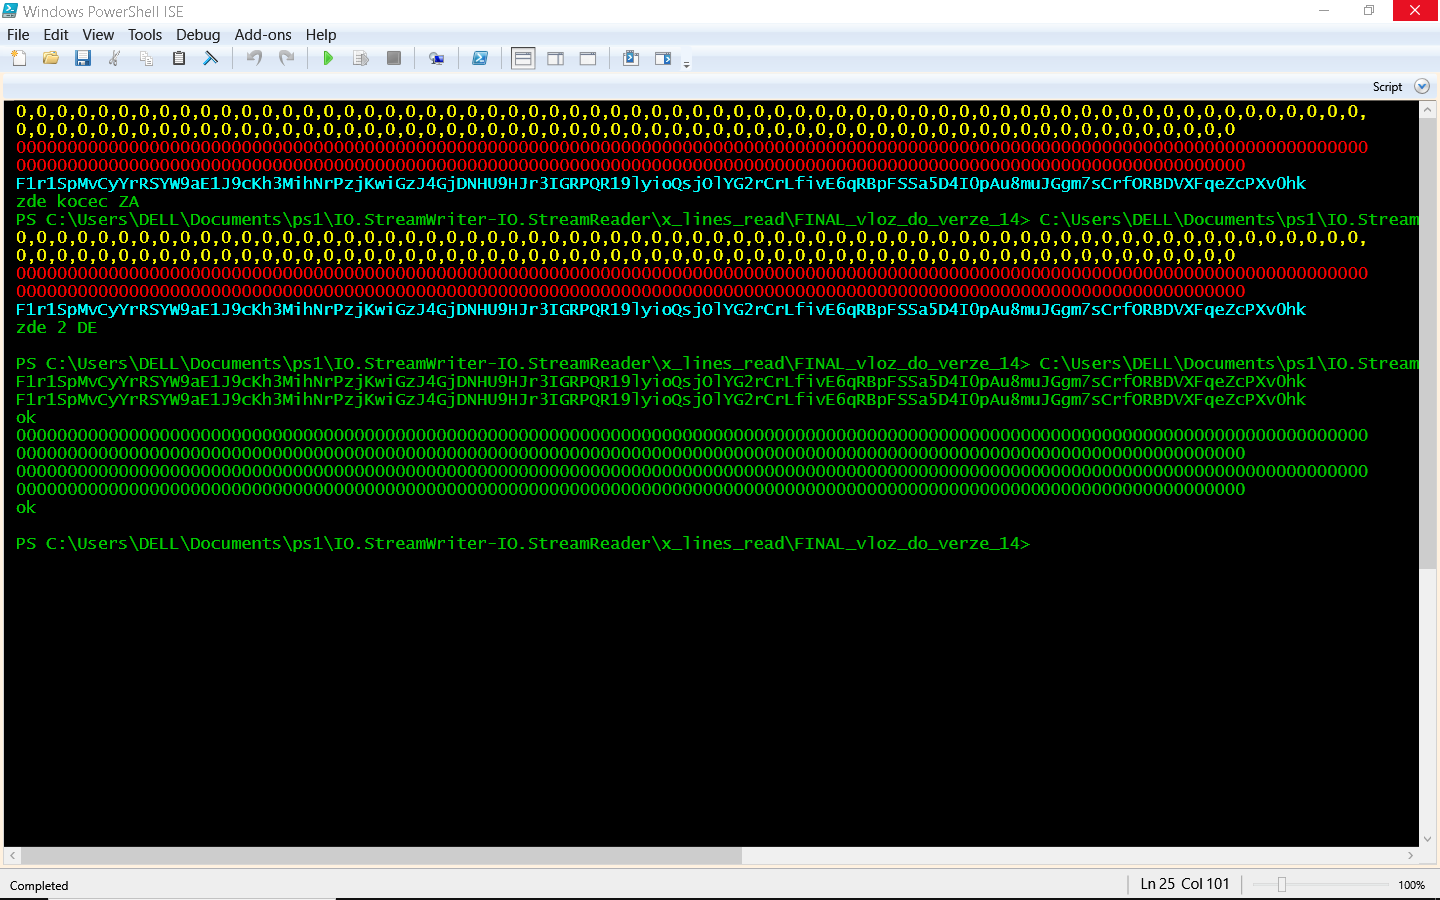 Windows PowerShell ISE
File Edit View Tools Debug Add-ons Help
Script
0,0,0,0,0,0,0,0,0,0,0,0,0,0,0,0,0,0,0,0,0,0,0,0,0,0,0,0,0,0,0,0,0,0,0,0,0,0,0,0,0,0,0,0,0,0,0,0,0,0,0,0,0,0,0,0,0,0,0,0,0,0,0,0,0,0,
0,0,0,0,0,0,0,0,0,0,0,0,0,0,0,0,0,0,0,0,0,0,0,0,0,0,0,0,0,0,0,0,0,0,0,0,0,0,0,0,0,0,0,0,0,0,0,0,0,0,0,0,0,0,0,0,0,0,0,0
000000000000000000000000000000000000000000000000000000000000000000000000000000000000000000000000000000000000000000000000000000000000
000000000000000000000000000000000000000000000000000000000000000000000000000000000000000000000000000000000000000000000000
F1r1SpMvCyYrRSYW9aE1J9cKh3MihNrPzjKwiGzJ4GjDNHU9HJr3IGRPQR19lyioQsjOlYG2rCrLfivE6qRBpFSSa5D4I0pAu8muJGgm7sCrfORBDVXFqeZcPXv0hk
zde kocec ZA
PS C:\Users\DELL\Documents\ps1\IO.StreamWriter-IO.StreamReader\x_lines_read\FINAL_vloz_do_verze_14> C:\Users\DELL\Documents\ps1\IO.Stream
0,0,0,0,0,0,0,0,0,0,0,0,0,0,0,0,0,0,0,0,0,0,0,0,0,0,0,0,0,0,0,0,0,0,0,0,0,0,0,0,0,0,0,0,0,0,0,0,0,0,0,0,0,0,0,0,0,0,0,0,0,0,0,0,0,0,
0,0,0,0,0,0,0,0,0,0,0,0,0,0,0,0,0,0,0,0,0,0,0,0,0,0,0,0,0,0,0,0,0,0,0,0,0,0,0,0,0,0,0,0,0,0,0,0,0,0,0,0,0,0,0,0,0,0,0,0
000000000000000000000000000000000000000000000000000000000000000000000000000000000000000000000000000000000000000000000000000000000000
000000000000000000000000000000000000000000000000000000000000000000000000000000000000000000000000000000000000000000000000
F1r1SpMvCyYrRSYW9aE1J9cKh3MihNrPzjKwiGzJ4GjDNHU9HJr3IGRPQR19lyioQsjOlYG2rCrLfivE6qRBpFSSa5D4I0pAu8muJGgm7sCrfORBDVXFqeZcPXv0hk
zde 2 DE
PS C:\Users\DELL\Documents\ps1\IO.StreamWriter-IO.StreamReader\x_lines_read\FINAL_vloz_do_verze_14> C:\Users\DELL\Documents\ps1\IO.Stream
F1r1SpMvCyYrRSYW9aE1J9cKh3MihNrPzjKwiGzJ4GjDNHU9HJr3IGRPQR19lyioQsjOlYG2rCrLfivE6qRBpFSSa5D4I0pAu8muJGgm7sCrfORBDVXFqeZcPXv0hk
F1r1SpMvCyYrRSYW9aE1J9cKh3MihNrPzjKwiGzJ4GjDNHU9HJr3IGRPQR19lyioQsjOlYG2rCrLfivE6qRBpFSSa5D4I0pAu8muJGgm7sCrfORBDVXFqeZcPXv0hk
ok
000000000000000000000000000000000000000000000000000000000000000000000000000000000000000000000000000000000000000000000000000000000000
000000000000000000000000000000000000000000000000000000000000000000000000000000000000000000000000000000000000000000000000
000000000000000000000000000000000000000000000000000000000000000000000000000000000000000000000000000000000000000000000000000000000000
000000000000000000000000000000000000000000000000000000000000000000000000000000000000000000000000000000000000000000000000
ok
PS C:\Users\DELL\Documents\ps1\IO.StreamWriter-IO.StreamReader\x_lines_read\FINAL_vloz_do_verze_14>
Completed
Ln 25 Col 101
100%